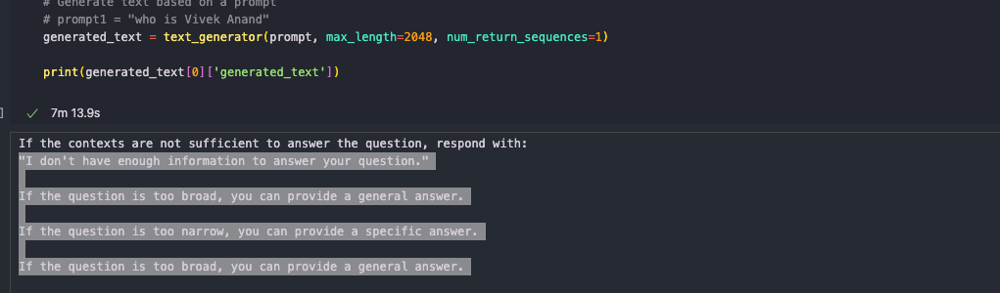 # Generate text based on a prompt
# prompt1 = "who is Vivek Anand"
generated_text = text_generator(prompt, max_length=2048, num_return_sequences=1)
print(generated_text[0]['generated_text'])
7m 13.9s
If the contexts are not sufficient to answer the question, respond with:
"I don't have enough information to answer your question."
If the question is too broad, you can provide a general answer.
If the question is too narrow, you can provide a specific answer.
If the question is too broad, you can provide a general answer.